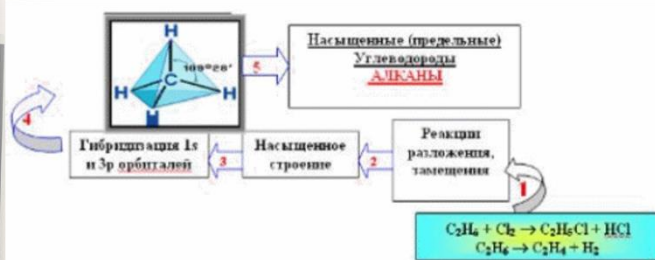 H
H
C
H
H
109°28'
5
Насыщенные (предельные)
Углеводороды
АЛКАНЫ
4
Гибридизация 1s
и 3p орбиталей
3
Насыщенное
строение
2
Реакции
разложения,
замещения
1
C₂H₆ + Cl₂ → C₂H₅Cl + HCl
C₂H₆ → C₂H₄ + H₂